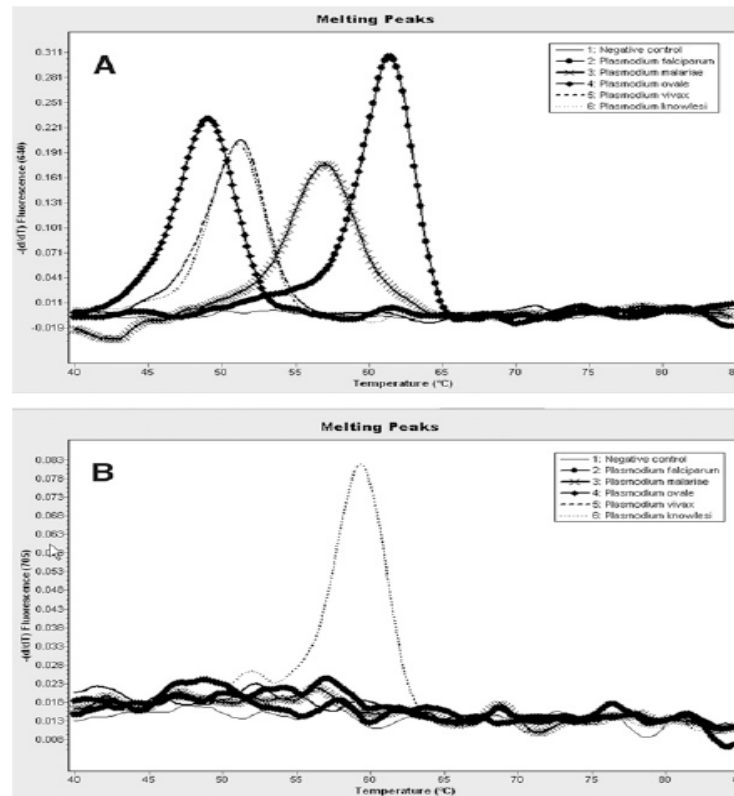 Melting Peaks
A
0.311
0.281
0.251
0.221
0.191
0.161
0.131
0.101
0.071
0.041
0.011
-0.019
-(d/dT) Fluorescence (640)
1: Negative control
2: Plasmodium falciparum
3: Plasmodium malariae
4: Plasmodium ovale
5: Plasmodium vivax
6: Plasmodium knowlesi
40 45 50 55 60 65 70 75 80
Temperature (°C)
Melting Peaks
B
0.083
0.078
0.073
0.068
0.063
0.053
0.048
0.043
0.038
0.033
0.028
0.023
0.018
0.013
0.008
-(d/dT) Fluorescence (705)
1: Negative control
2: Plasmodium falciparum
3: Plasmodium malariae
4: Plasmodium ovale
5: Plasmodium vivax
6: Plasmodium knowlesi
40 45 50 55 60 65 70 75 80
Temperature (°C)